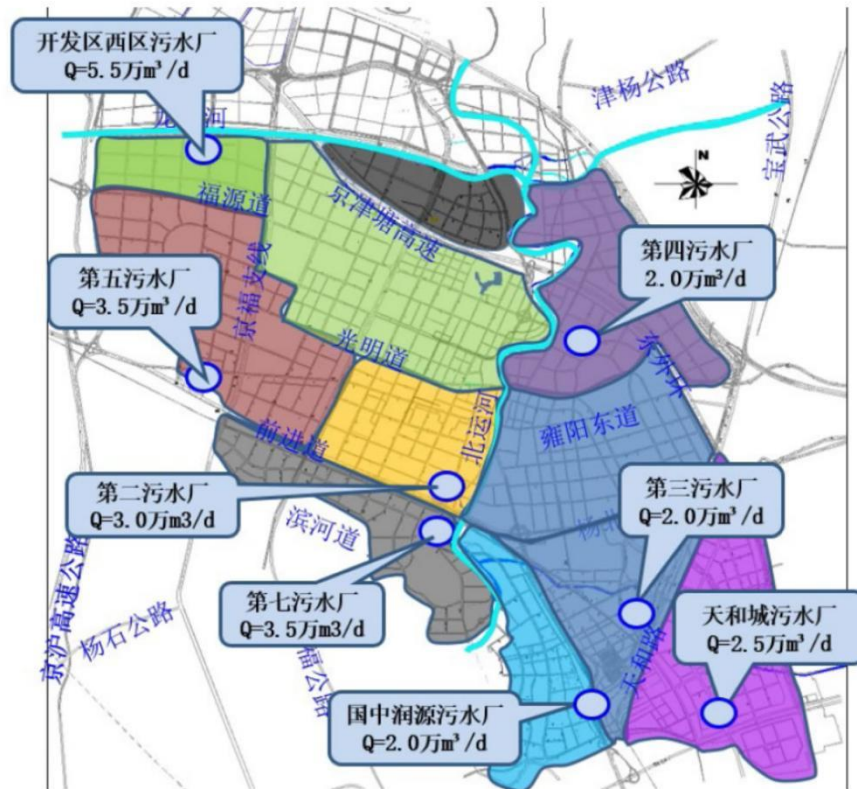 开发区西区污水厂
Q=5.5万m³/d
津杨公路
宝武公路
河
N
福源道
京津塘高速
第四污水厂
2.0万m³/d
第五污水厂
Q=3.5万m³/d
京福支线
光明道
东外环
前进道
北运河
雍阳东道
第二污水厂
Q=3.0万m3/d
滨河道
第三污水厂
Q=2.0万m³/d
第七污水厂
Q=3.5万m3/d
京沪高速公路
杨石公路
福公路
天和路
天和城污水厂
Q=2.5万m³/d
国中润源污水厂
Q=2.0万m³/d